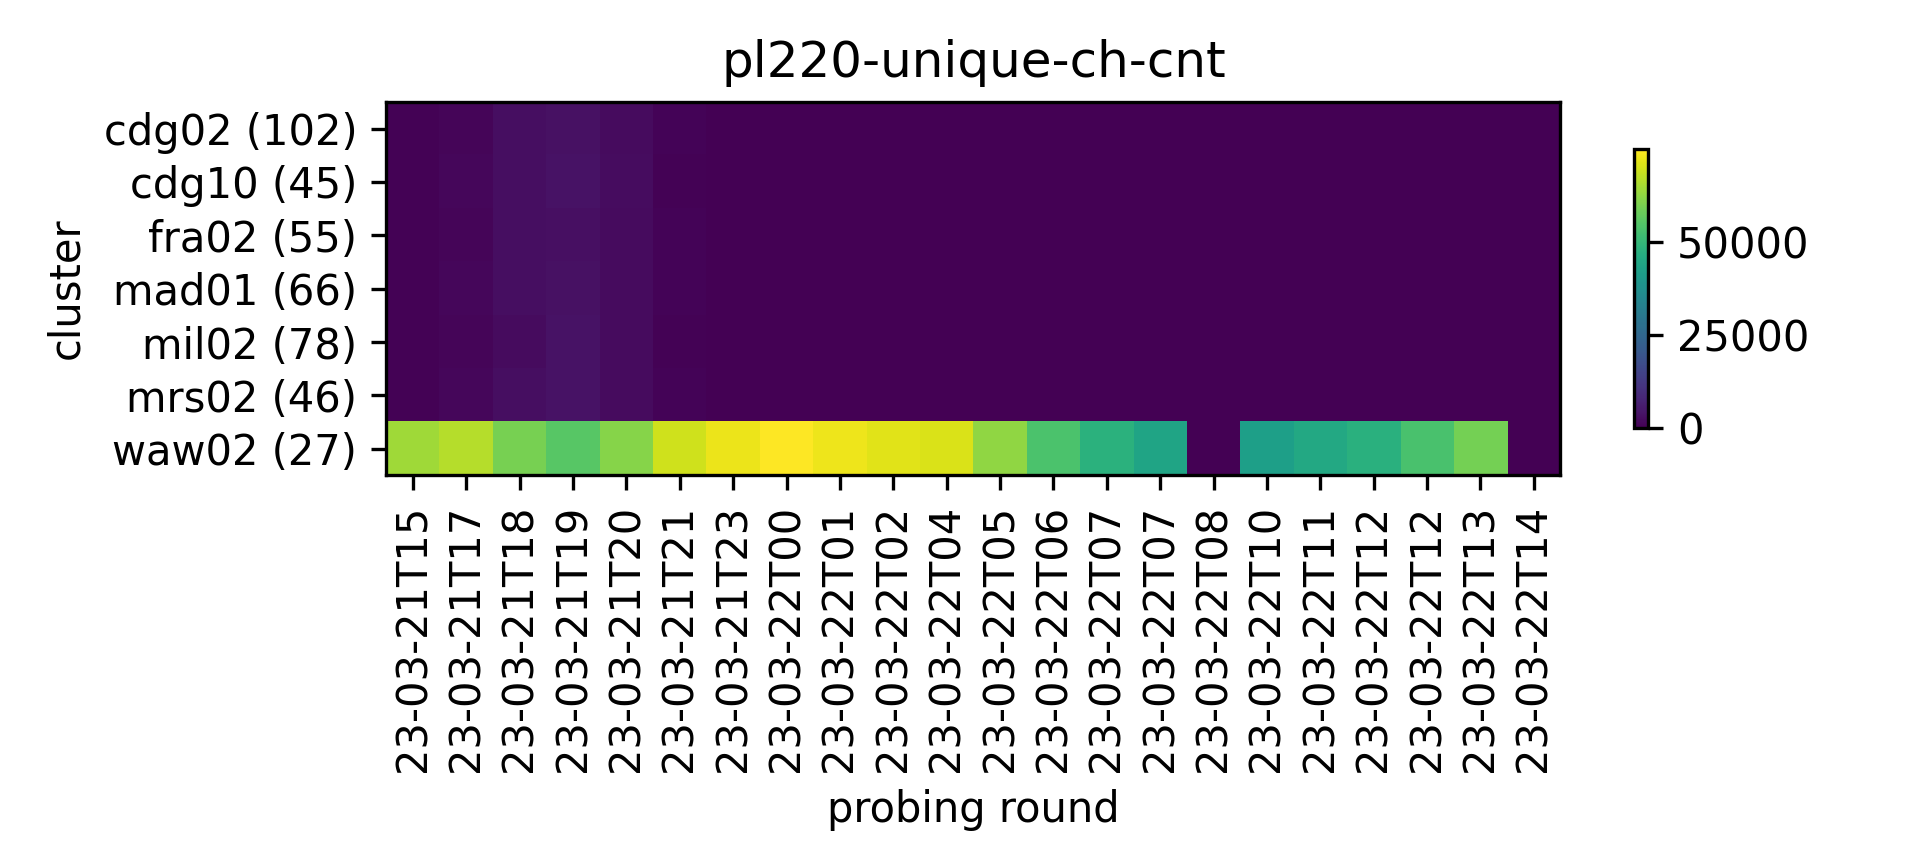 pl220-unique-ch-cnt
cluster
cdg02 (102)
cdg10 (45)
fra02 (55)
mad01 (66)
mil02 (78)
mrs02 (46)
waw02 (27)
50000
25000
0
23-03-21T15
23-03-21T17
23-03-21T18
23-03-21T19
23-03-21T20
23-03-21T21
23-03-21T23
23-03-22T00
23-03-22T01
23-03-22T02
23-03-22T04
23-03-22T05
23-03-22T06
23-03-22T07
23-03-22T07
23-03-22T08
23-03-22T10
23-03-22T11
23-03-22T12
23-03-22T12
23-03-22T13
23-03-22T14
probing round